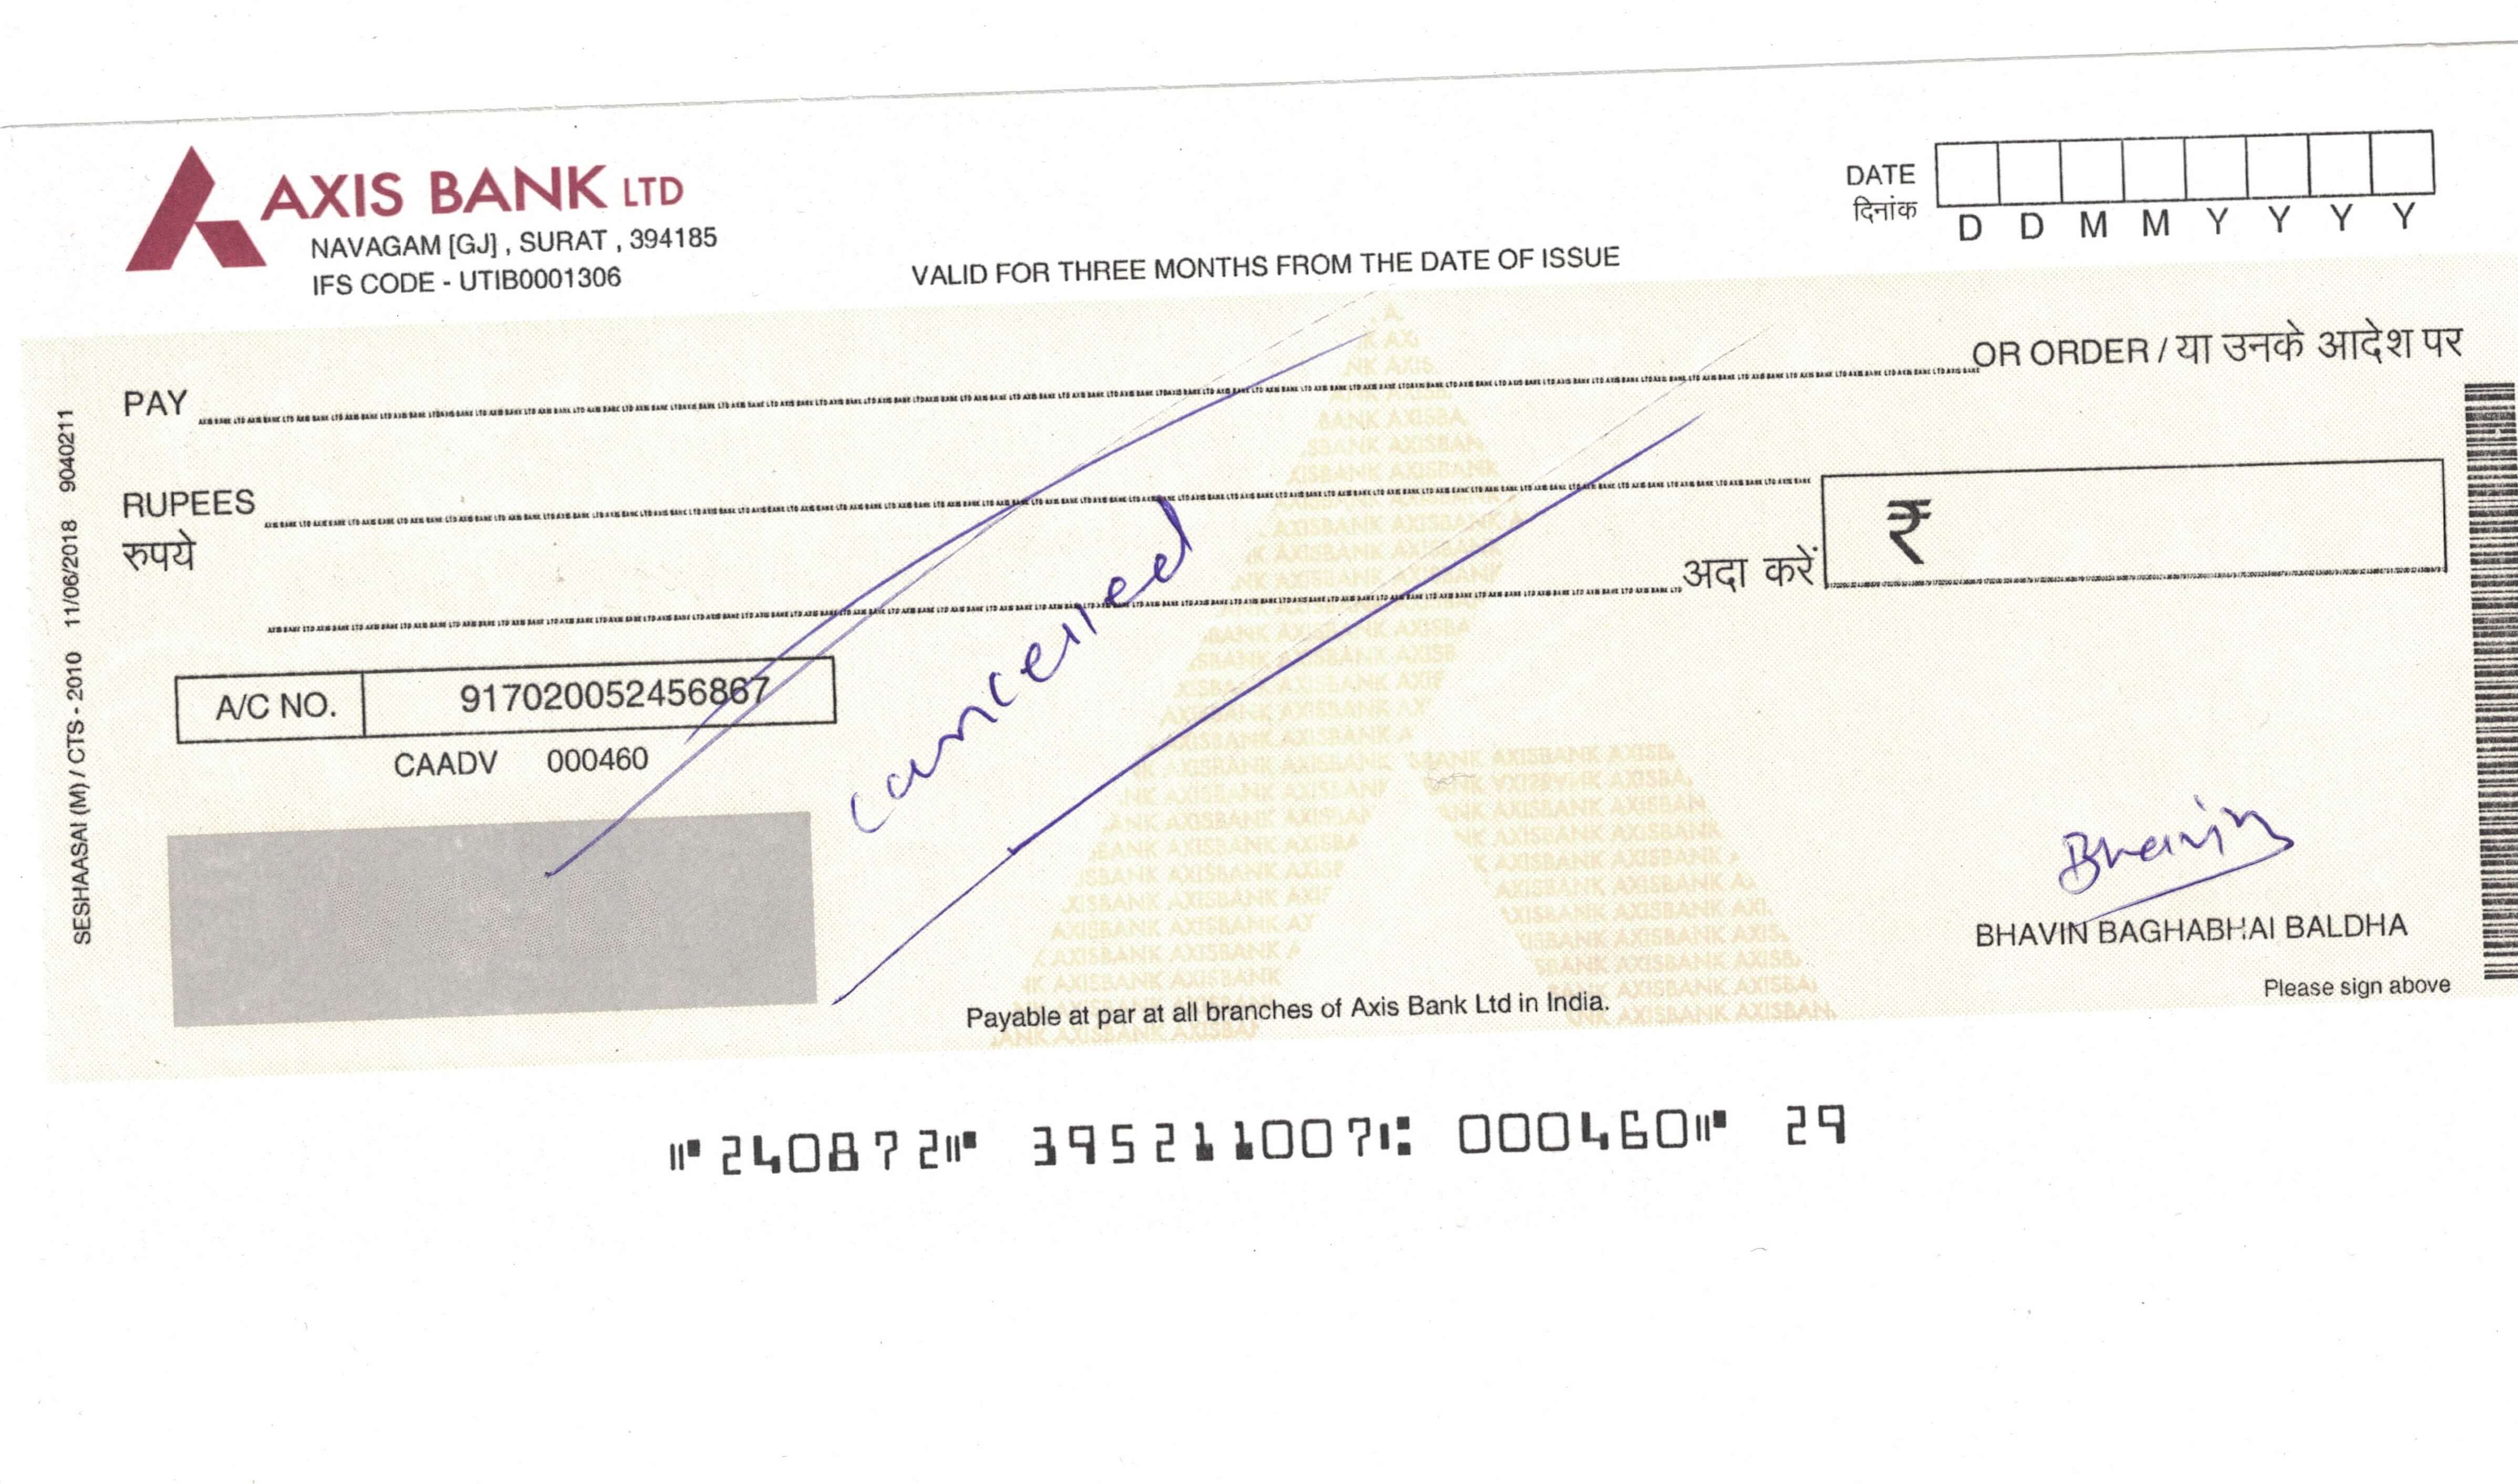 AXIS BANK LTD
NAVAGAM [GJ] , SURAT , 394185
IFS CODE - UTIB0001306
VALID FOR THREE MONTHS FROM THE DATE OF ISSUE
DATE
दिनांक
D D M M Y Y Y Y
PAY
OR ORDER / या उनके आदेश पर
RUPEES
रुपये
अदा करें
₹
cancelled
A/C NO. 917020052456867
CAADV 000460
SESHAASAI (M) / CTS - 2010 11/06/2018 9040211
Bhavin
BHAVIN BAGHABHAI BALDHA
Please sign above
Payable at par at all branches of Axis Bank Ltd in India.
⑈240872⑈ 395211007⑆ 000460⑈ 29